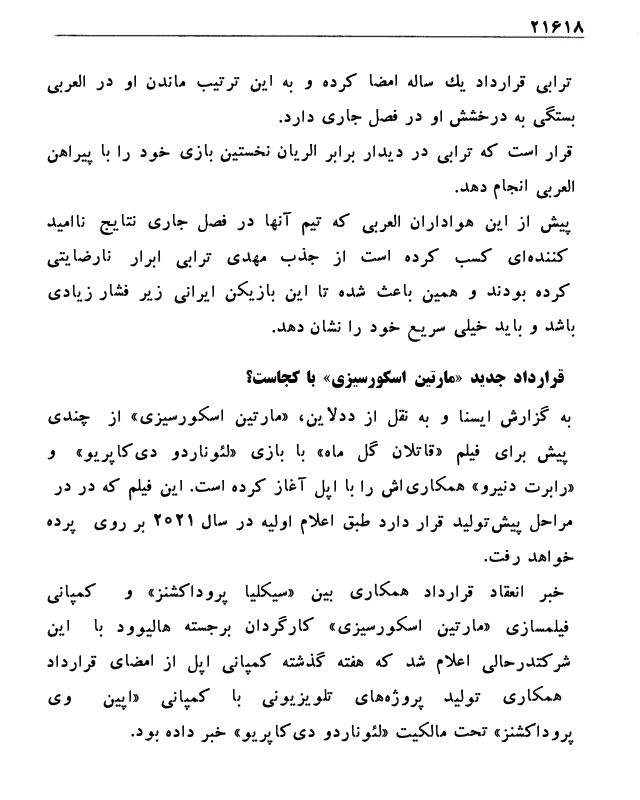 ۲۱۶۱۸
ترابی قرارداد یك ساله امضا کرده و به این ترتیب ماندن او در العربی
بستگی به درخشش او در فصل جاری دارد.
قرار است که ترابی در دیدار برابر الریان نخستین بازی خود را با پیراهن
العربی انجام دهد.
پیش از این هواداران العربی که تیم آنها در فصل جاری نتایج ناامید
کننده‌ای کسب کرده است از جذب مهدی ترابی ابرار نارضایتی
کرده بودند و همین باعث شده تا این بازیکن ایرانی زیر فشار زیادی
باشد و باید خیلی سریع خود را نشان دهد.
قرارداد جدید «مارتین اسکورسیزی» با کجاست؟
به گزارش ایسنا و به نقل از ددلاین، «مارتین اسکورسیزی» از چندی
پیش برای فیلم «قاتلان گل ماه» با بازی «لئوناردو دی‌کاپریو» و
«رابرت دنیرو» همکاری‌اش را با اپل آغاز کرده است. این فیلم که در در
مراحل پیش‌تولید قرار دارد طبق اعلام اولیه در سال ۲۰۲۱ بر روی پرده
خواهد رفت.
خبر انعقاد قرارداد همکاری بین «سیکلیا پروداکشنز» و کمپانی
فیلمسازی «مارتین اسکورسیزی» کارگردان برجسته هالیوود با این
شرکتدرحالی اعلام شد که هفته گذشته کمپانی اپل از امضای قرارداد
همکاری تولید پروژه‌های تلویزیونی با کمپانی «اپین وی
پروداکشنز» تحت مالکیت «لئوناردو دی‌کاپریو» خبر داده بود.